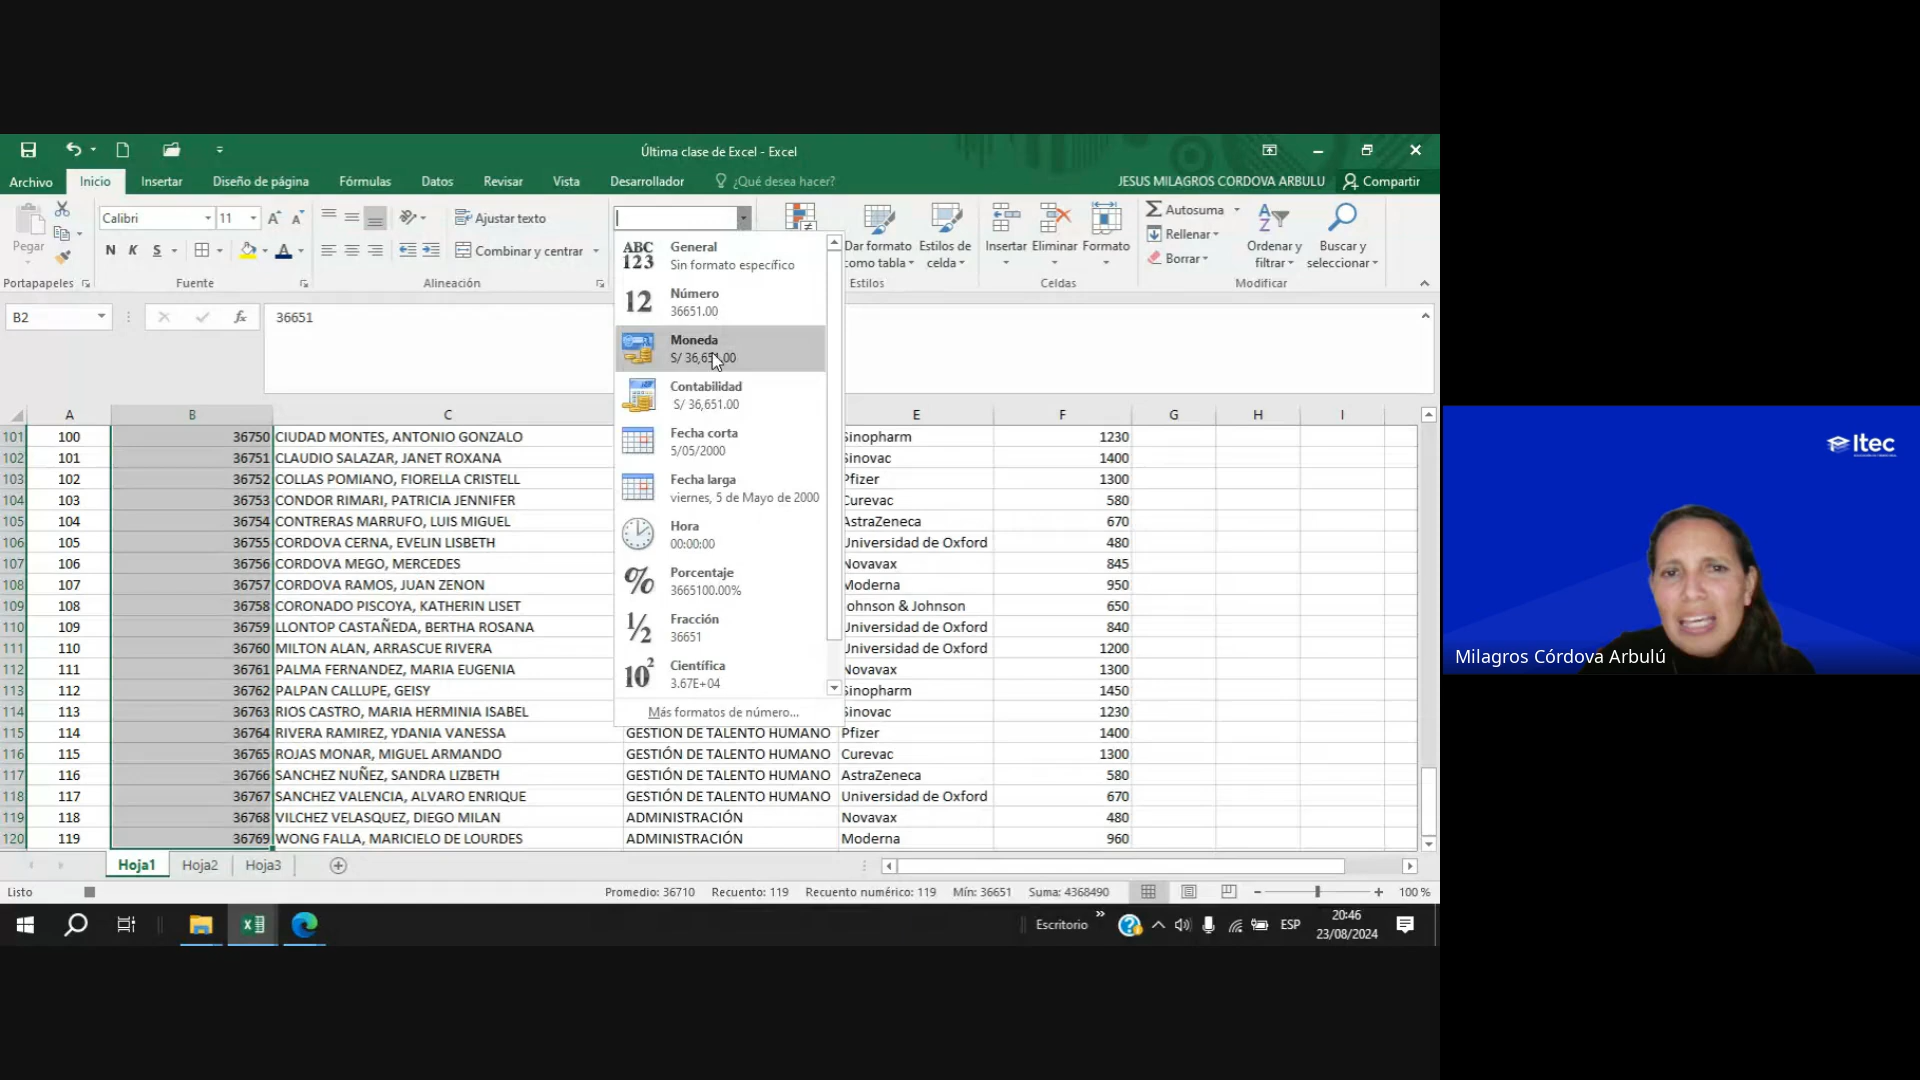 Última clase de Excel - Excel
Archivo Inicio Insertar Diseño de página Fórmulas Datos Revisar Vista Desarrollador ¿Qué desea hacer? JESUS MILAGROS CORDOVA ARBULU Compartir
Pegar
Calibri 11
Ajustar texto
Combinar y centrar
N K S
Dar formato como tabla
Estilos de celda
Insertar Eliminar Formato
Autosuma
Rellenar
Borrar
Ordenar y filtrar
Buscar y seleccionar
Portapapeles Fuente Alineación Estilos Celdas Modificar
B2 fx 36651
ABC 123 General
Sin formato específico
12 Número
36651.00
Moneda
S/ 36,651.00
Contabilidad
S/ 36,651.00
Fecha corta
5/05/2000
Fecha larga
viernes, 5 de Mayo de 2000
Hora
00:00:00
% Porcentaje
3665100.00%
½ Fracción
36651
10² Científica
3.67E+04
Más formatos de número...
A B C E F G H I
101 100 36750 CIUDAD MONTES, ANTONIO GONZALO Sinopharm 1230
102 101 36751 CLAUDIO SALAZAR, JANET ROXANA Sinovac 1400
103 102 36752 COLLAS POMIANO, FIORELLA CRISTELL Pfizer 1300
104 103 36753 CONDOR RIMARI, PATRICIA JENNIFER Curevac 580
105 104 36754 CONTRERAS MARRUFO, LUIS MIGUEL AstraZeneca 670
106 105 36755 CORDOVA CERNA, EVELIN LISBETH Universidad de Oxford 480
107 106 36756 CORDOVA MEGO, MERCEDES Novavax 845
108 107 36757 CORDOVA RAMOS, JUAN ZENON Moderna 950
109 108 36758 CORONADO PISCOYA, KATHERIN LISET Johnson & Johnson 650
110 109 36759 LLONTOP CASTAÑEDA, BERTHA ROSANA Universidad de Oxford 840
111 110 36760 MILTON ALAN, ARRASCUE RIVERA Universidad de Oxford 1200
112 111 36761 PALMA FERNANDEZ, MARIA EUGENIA Novavax 1300
113 112 36762 PALPAN CALLUPE, GEISY Sinopharm 1450
114 113 36763 RIOS CASTRO, MARIA HERMINIA ISABEL Sinovac 1230
115 114 36764 RIVERA RAMIREZ, YDANIA VANESSA GESTIÓN DE TALENTO HUMANO Pfizer 1400
116 115 36765 ROJAS MONAR, MIGUEL ARMANDO GESTIÓN DE TALENTO HUMANO Curevac 1300
117 116 36766 SANCHEZ NUÑEZ, SANDRA LIZBETH GESTIÓN DE TALENTO HUMANO AstraZeneca 580
118 117 36767 SANCHEZ VALENCIA, ALVARO ENRIQUE GESTIÓN DE TALENTO HUMANO Universidad de Oxford 670
119 118 36768 VILCHEZ VELASQUEZ, DIEGO MILAN ADMINISTRACIÓN Novavax 480
120 119 36769 WONG FALLA, MARICIELO DE LOURDES ADMINISTRACIÓN Moderna 960
Hoja1 Hoja2 Hoja3
Listo Promedio: 36710 Recuento: 119 Recuento numérico: 119 Mín: 36651 Suma: 4368490 100 %
Escritorio ESP 20:46
23/08/2024
Itec
Milagros Córdova Arbulú